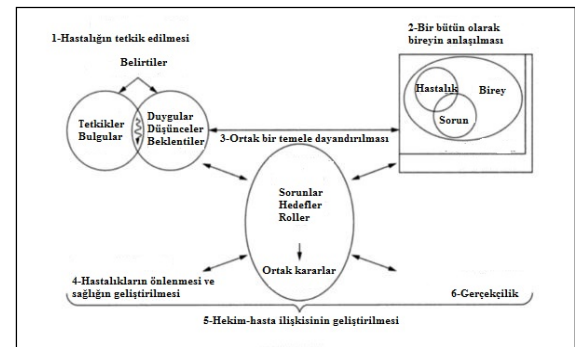 1-Hastalığın tetkik edilmesi
Belirtiler
Tetkikler
Bulgular
Duygular
Düşünceler
Beklentiler
2-Bir bütün olarak
bireyin anlaşılması
Hastalık
Birey
Sorun
3-Ortak bir temele dayandırılması
Sorunlar
Hedefler
Roller
Ortak kararlar
4-Hastalıkların önlenmesi ve
sağlığın geliştirilmesi
6-Gerçekçilik
5-Hekim-hasta ilişkisinin geliştirilmesi